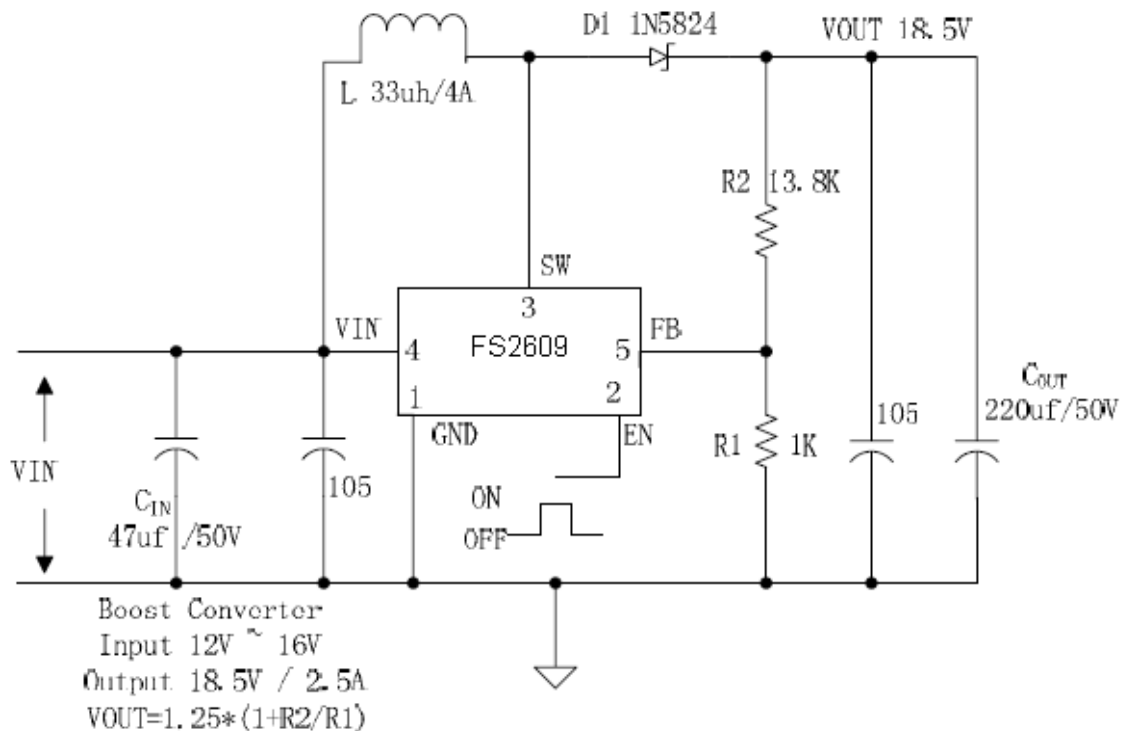 D1 1N5824
VOUT 18.5V
L 33uh/4A
R2 13.8K
SW
3
VIN
FS2609
FB
4
5
1
2
GND
EN
R1 1K
105
COUT
220uf/50V
VIN
CIN
47uf /50V
105
ON
OFF
Boost Converter
Input 12V ~ 16V
Output 18.5V / 2.5A
VOUT=1.25*(1+R2/R1)